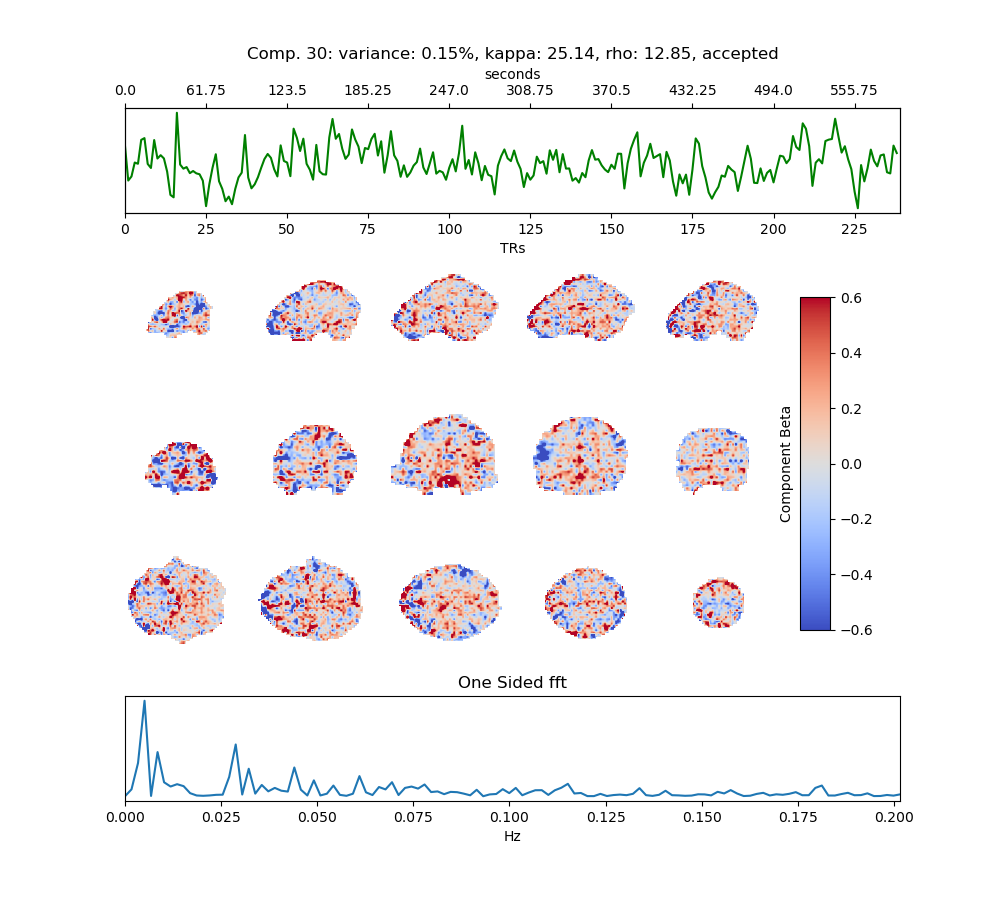 Comp. 30: variance: 0.15%, kappa: 25.14, rho: 12.85, accepted
seconds
0.0 61.75 123.5 185.25 247.0 308.75 370.5 432.25 494.0 555.75
0 25 50 75 100 125 150 175 200 225
TRs
0.6
0.4
0.2
0.0
−0.2
−0.4
−0.6
Component Beta
One Sided fft
0.000 0.025 0.050 0.075 0.100 0.125 0.150 0.175 0.200
Hz